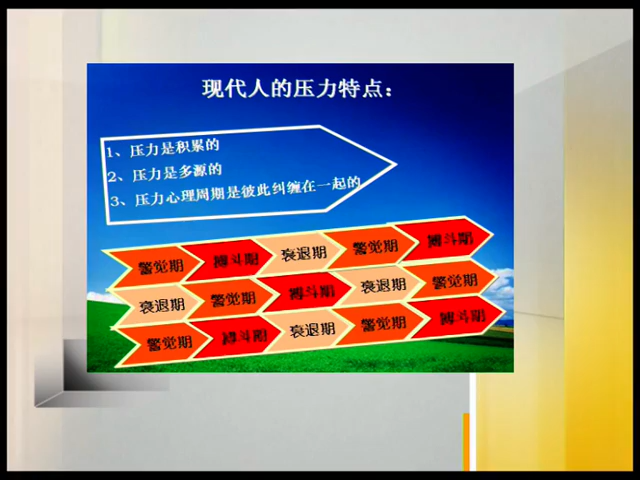 现代人的压力特点：
1、压力是积累的
2、压力是多源的
3、压力心理周期是彼此纠缠在一起的
警觉期 搏斗期 衰退期 警觉期 搏斗期
衰退期 警觉期 搏斗期 衰退期 警觉期
警觉期 搏斗期 衰退期 警觉期 搏斗期